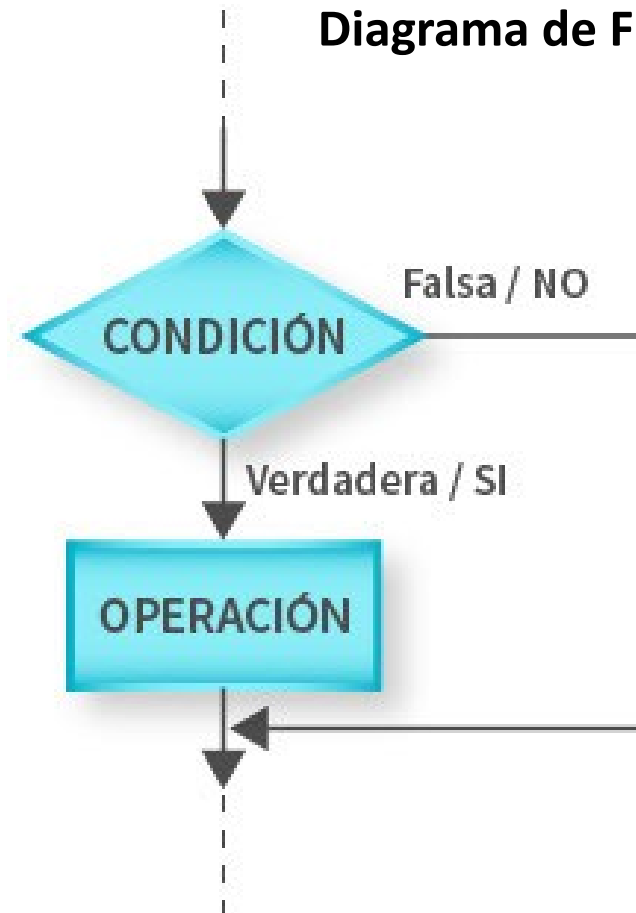 Diagrama de F
Falsa / NO
CONDICIÓN
Verdadera / SI
OPERACIÓN